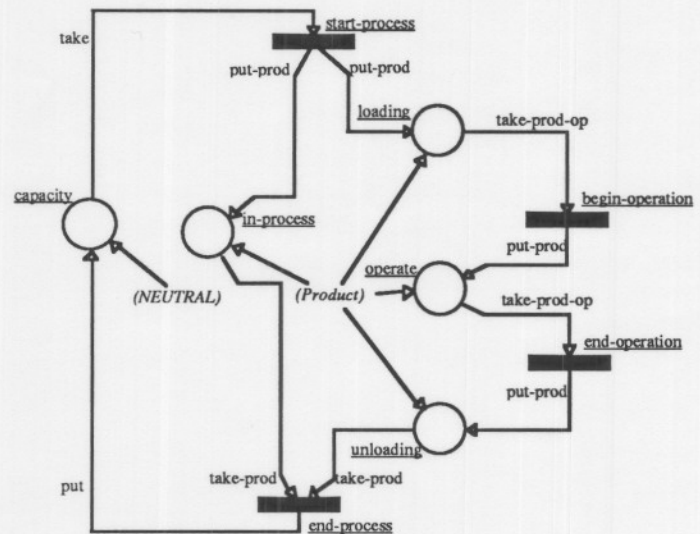 start-process
take
put-prod
put-prod
loading
take-prod-op
capacity
begin-operation
in-process
put-prod
operate
(NEUTRAL)
(Product)
take-prod-op
end-operation
put-prod
unloading
take-prod
take-prod
put
end-process